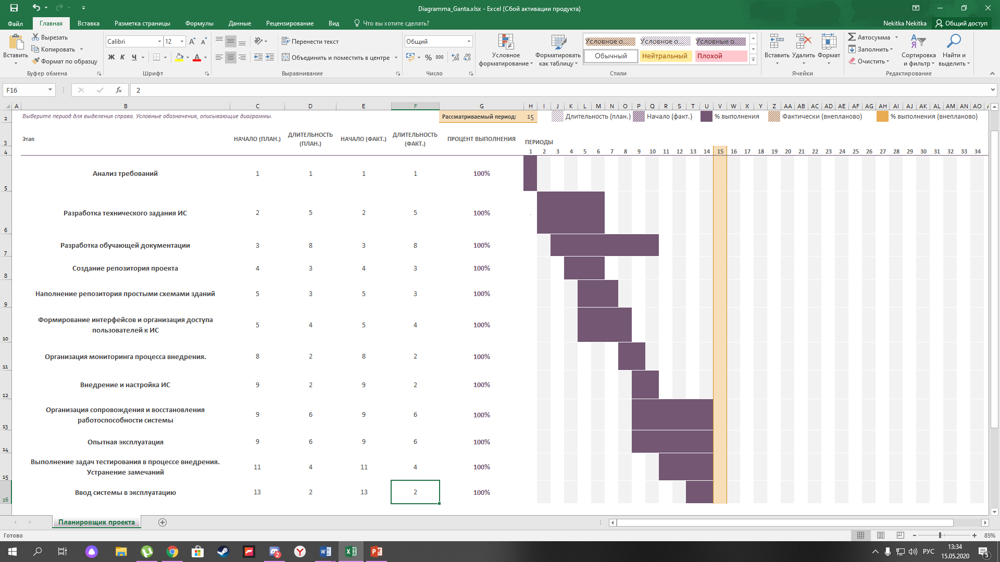 Diagramma_Ganta.xlsx - Excel (Сбой активации продукта)
Файл Главная Вставка Разметка страницы Формулы Данные Рецензирование Вид Что вы хотите сделать? Nekitka Nekitka Общий доступ
Вставить
Вырезать
Копировать
Формат по образцу
Буфер обмена
Calibri 12
Ж К Ч
Шрифт
Перенести текст
Объединить и поместить в центре
Выравнивание
Общий
% 000
Число
Условное форматирование
Форматировать как таблицу
Условное о... Условное о... Условные о...
Обычный Нейтральный Плохой
Стили
Вставить Удалить Формат
Ячейки
Автосумма
Заполнить
Очистить
Сортировка и фильтр
Найти и выделить
Редактирование
F16 fx 2
A B C D E F G H I J K L M N O P Q R S T U V W X Y Z AA AB AC AD AE AF AG AH AI AJ AK AL AM AN AO
2 Выберите период для выделения справа. Условные обозначения, описывающие диаграммы. Рассматриваемый период: 15 Длительность (план.) Начало (факт.) % выполнения Фактически (внепланово) % выполнения (внепланово)
3 Этап НАЧАЛО (ПЛАН.) ДЛИТЕЛЬНОСТЬ (ПЛАН.) НАЧАЛО (ФАКТ.) ДЛИТЕЛЬНОСТЬ (ФАКТ.) ПРОЦЕНТ ВЫПОЛНЕНИЯ ПЕРИОДЫ
4 1 2 3 4 5 6 7 8 9 10 11 12 13 14 15 16 17 18 19 20 21 22 23 24 25 26 27 28 29 30 31 32 33 34
5 Анализ требований 1 1 1 1 100%
6 Разработка технического задания ИС 2 5 2 5 100%
7 Разработка обучающей документации 3 8 3 8 100%
8 Создание репозитория проекта 4 3 4 3 100%
9 Наполнение репозитория простыми схемами зданий 5 3 5 3 100%
10 Формирование интерфейсов и организация доступа пользователей к ИС 5 4 5 4 100%
11 Организация мониторинга процесса внедрения. 8 2 8 2 100%
12 Внедрение и настройка ИС 9 2 9 2 100%
13 Организация сопровождения и восстановления работоспособности системы 9 6 9 6 100%
14 Опытная эксплуатация 9 6 9 6 100%
15 Выполнение задач тестирования в процессе внедрения. Устранение замечаний 11 4 11 4 100%
16 Ввод системы в эксплуатацию 13 2 13 2 100%
Планировщик проекта
Готово 85%
2
РУС
13:34
15.05.2020
5